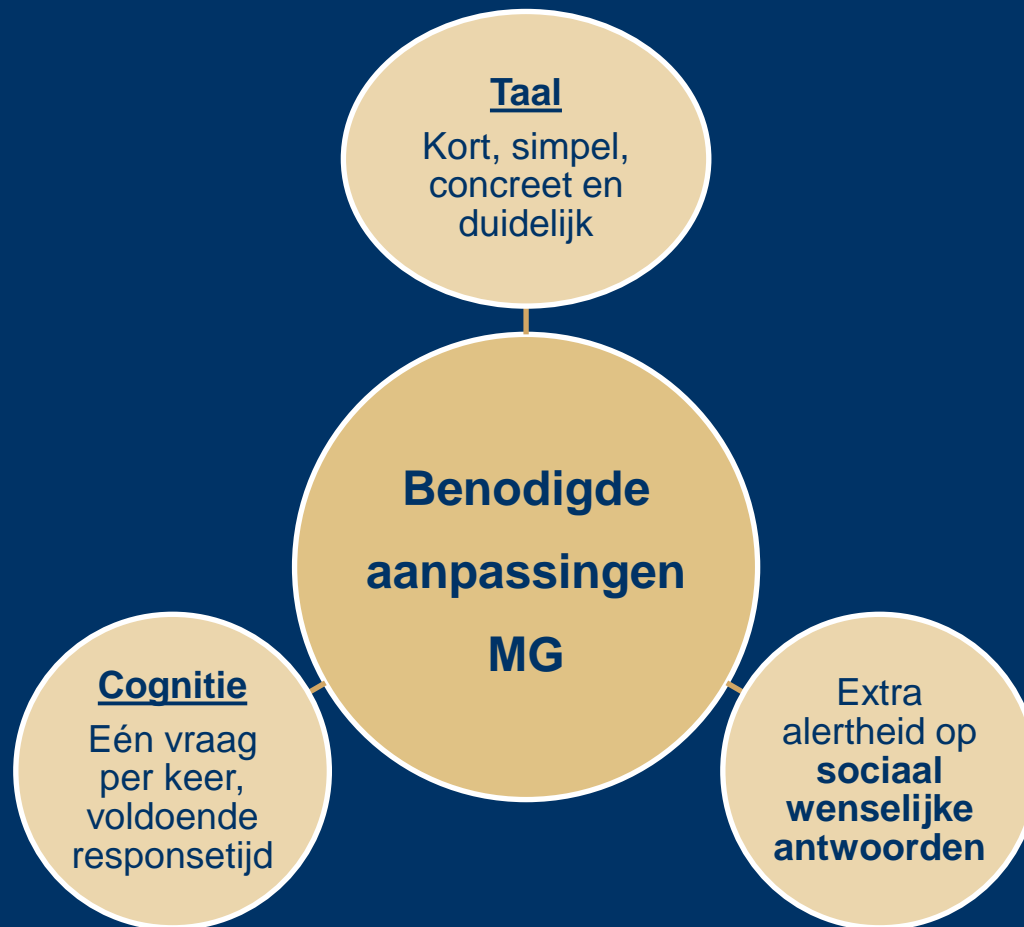 Taal
Kort, simpel,
concreet en
duidelijk
Benodigde
aanpassingen
MG
Cognitie
Eén vraag
per keer,
voldoende
responsetijd
Extra
alertheid op
sociaal
wenselijke
antwoorden